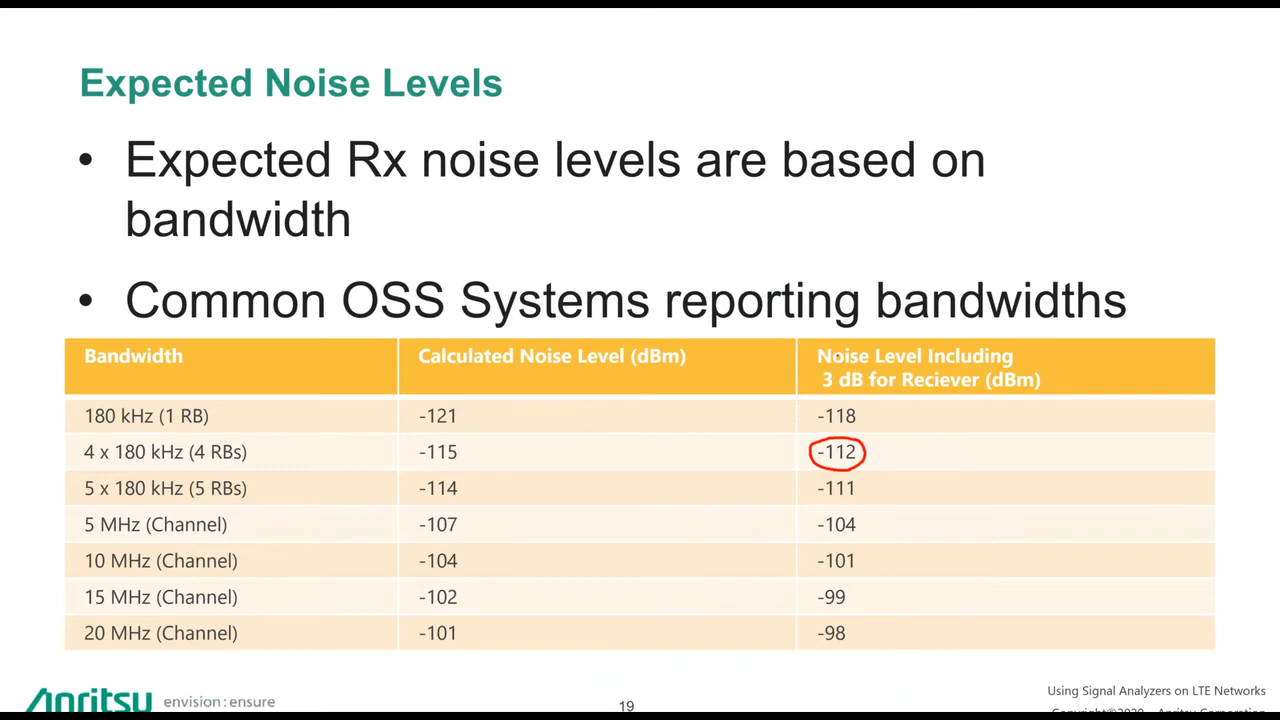 Expected Noise Levels
• Expected Rx noise levels are based on
bandwidth
• Common OSS Systems reporting bandwidths
Bandwidth Calculated Noise Level (dBm) Noise Level Including
3 dB for Reciever (dBm)
180 kHz (1 RB) -121 -118
4 x 180 kHz (4 RBs) -115 -112
5 x 180 kHz (5 RBs) -114 -111
5 MHz (Channel) -107 -104
10 MHz (Channel) -104 -101
15 MHz (Channel) -102 -99
20 MHz (Channel) -101 -98
Anritsu envision : ensure
19
Using Signal Analyzers on LTE Networks
Copyright©2020 Anritsu Corporation